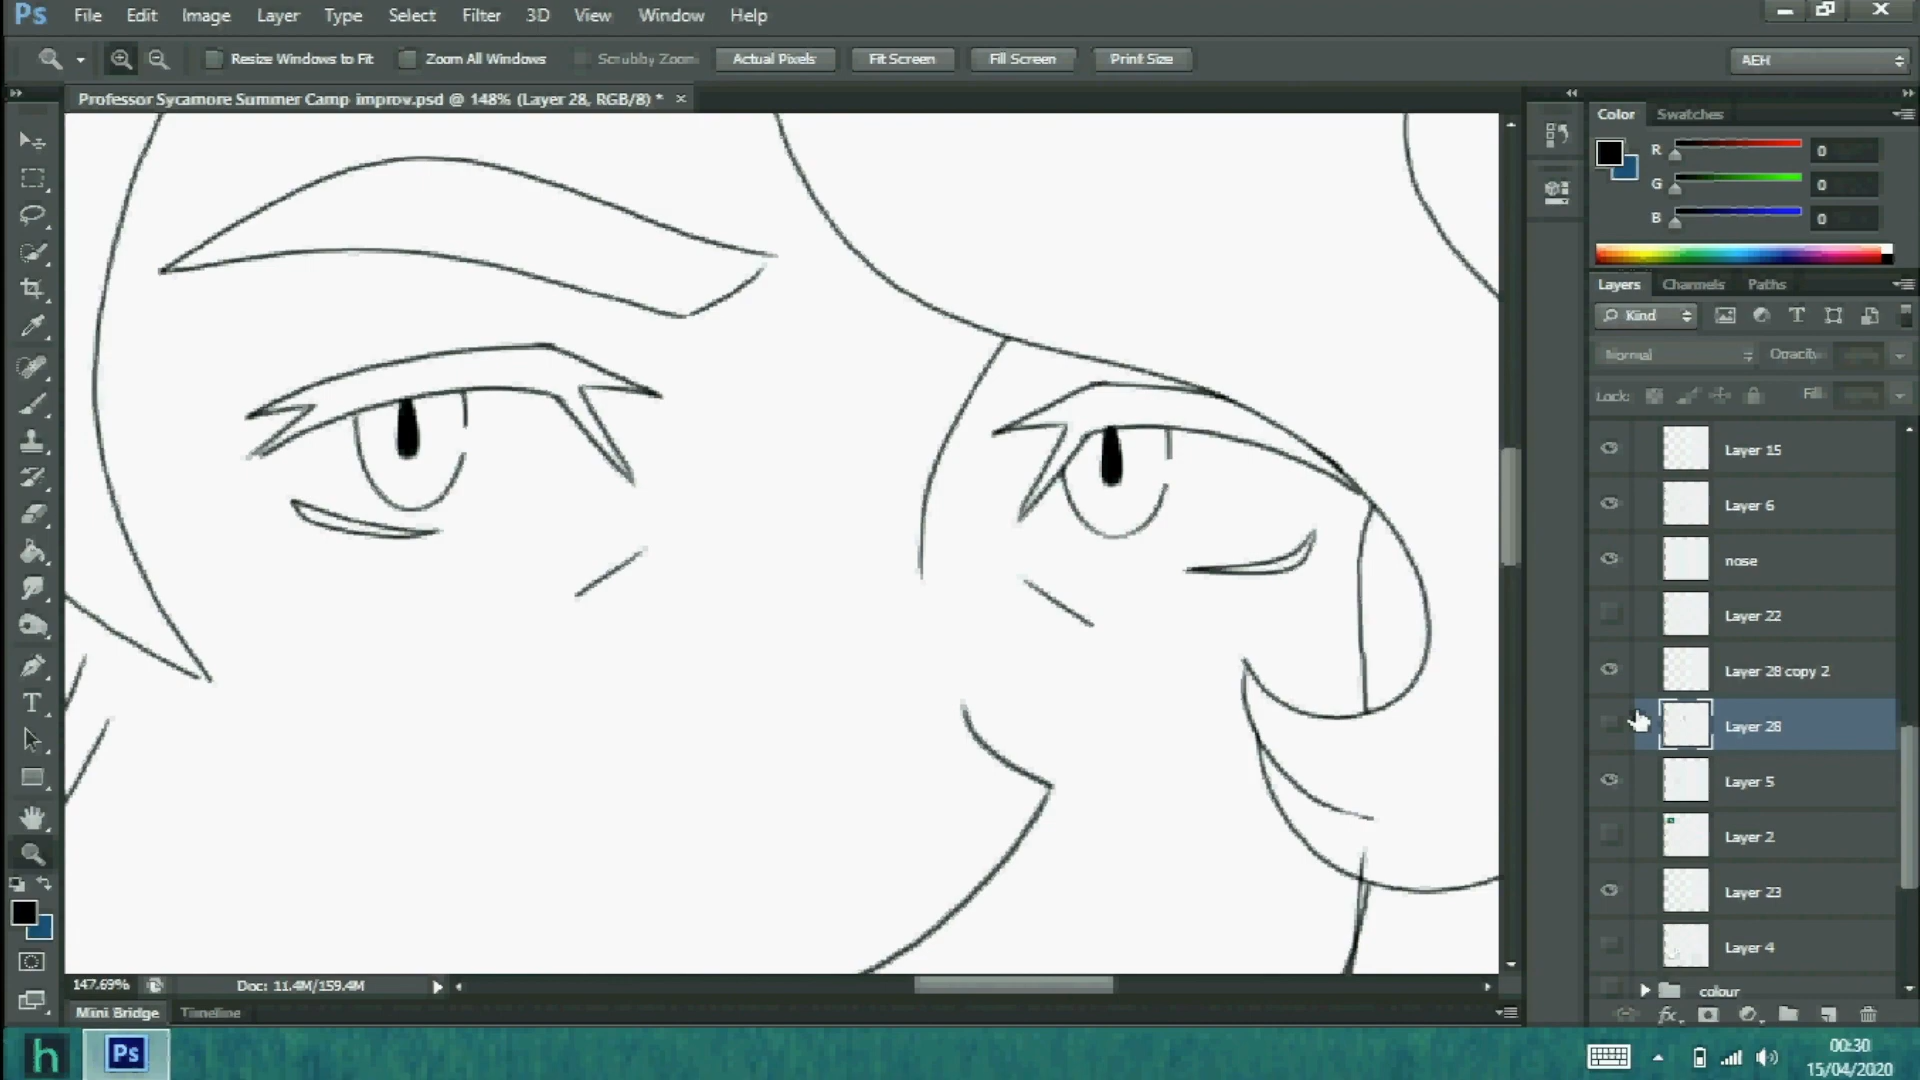 Ps File Edit Image Layer Type Select Filter 3D View Window Help
Resize Windows to Fit Zoom All Windows Scrubby Zoom Actual Pixels Fit Screen Fill Screen Print Size AEH
Professor Sycamore Summer Camp improv.psd @ 148% (Layer 28, RGB/8) * ×
Color Swatches
R 0
G 0
B 0
Layers Channels Paths
Kind
Normal Opacity:
Lock: Fill:
Layer 15
Layer 6
nose
Layer 22
Layer 28 copy 2
Layer 28
Layer 5
Layer 2
Layer 23
Layer 4
colour
147.69% Doc: 11.4M/159.4M
Mini Bridge Timeline
h Ps
00:30
15/04/2020